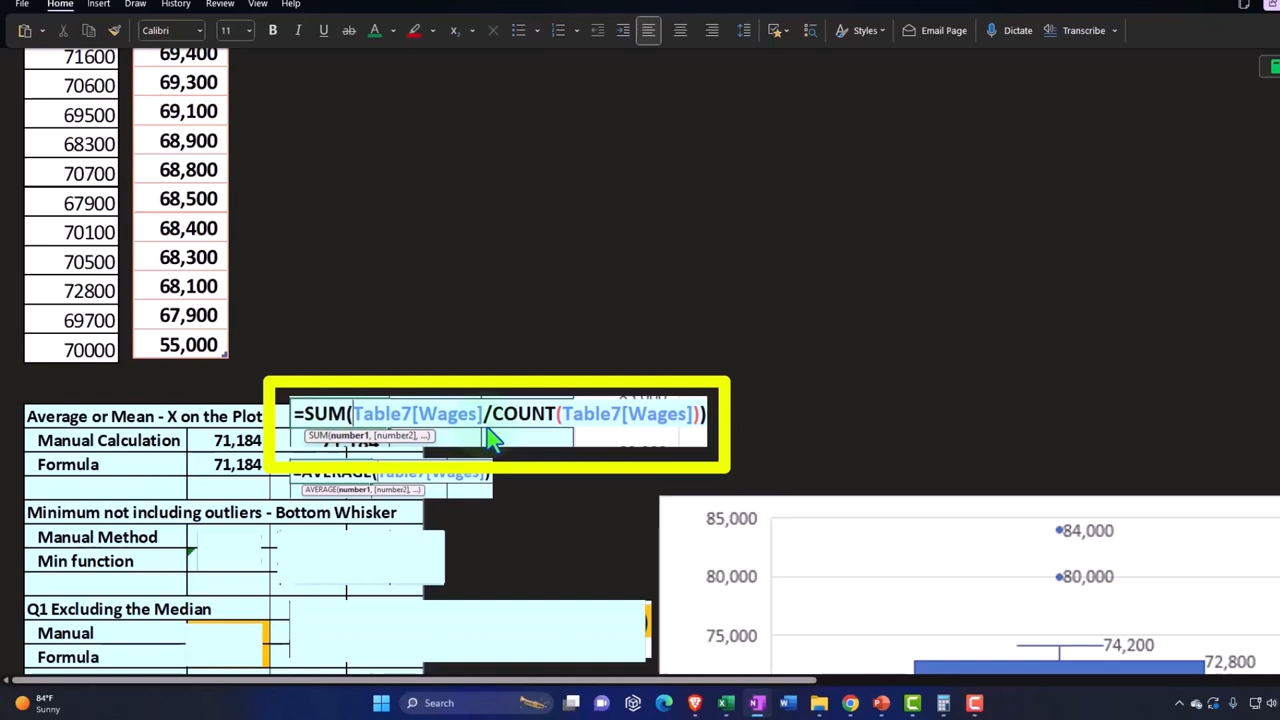 File Home Insert Draw History Review View Help
Calibri 11 Styles Email Page Dictate Transcribe
71600 69,400
70600 69,300
69500 69,100
68300 68,900
70700 68,800
67900 68,500
70100 68,400
70500 68,300
72800 68,100
69700 67,900
70000 55,000
Average or Mean - X on the Plot =SUM(Table7[Wages]/COUNT(Table7[Wages]))
SUM(number1, [number2], ...)
Manual Calculation 71,184 71,184
Formula 71,184 =AVERAGE(Table7[Wages])
AVERAGE(number1, [number2], ...)
Minimum not including outliers - Bottom Whisker
Manual Method
Min function
Q1 Excluding the Median
Manual
Formula
85,000 84,000
80,000 80,000
75,000 74,200
72,800
84°F
Sunny
Search